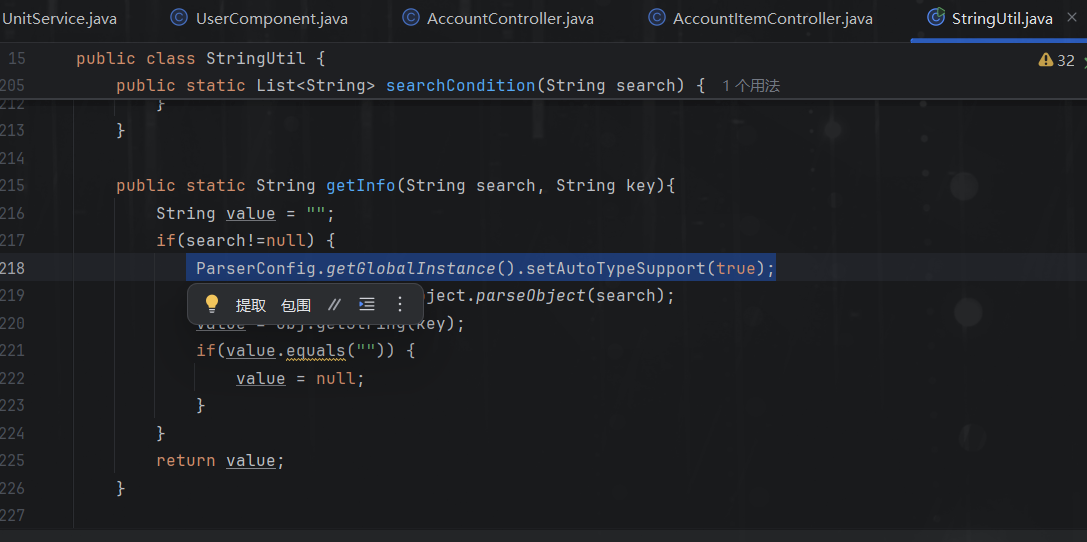 UnitService.java UserComponent.java AccountController.java AccountItemController.java StringUtil.java
15 public class StringUtil { 32
205 public static List<String> searchCondition(String search) { 1 个用法
212 }
213 }
214
215 public static String getInfo(String search, String key){
216 String value = "";
217 if(search!=null) {
218 ParserConfig.getGlobalInstance().setAutoTypeSupport(true);
219 ject.parseObject(search);
提取 包围 //
220 value = obj.getString(key);
221 if(value.equals("")) {
222 value = null;
223 }
224 }
225 return value;
226 }
227